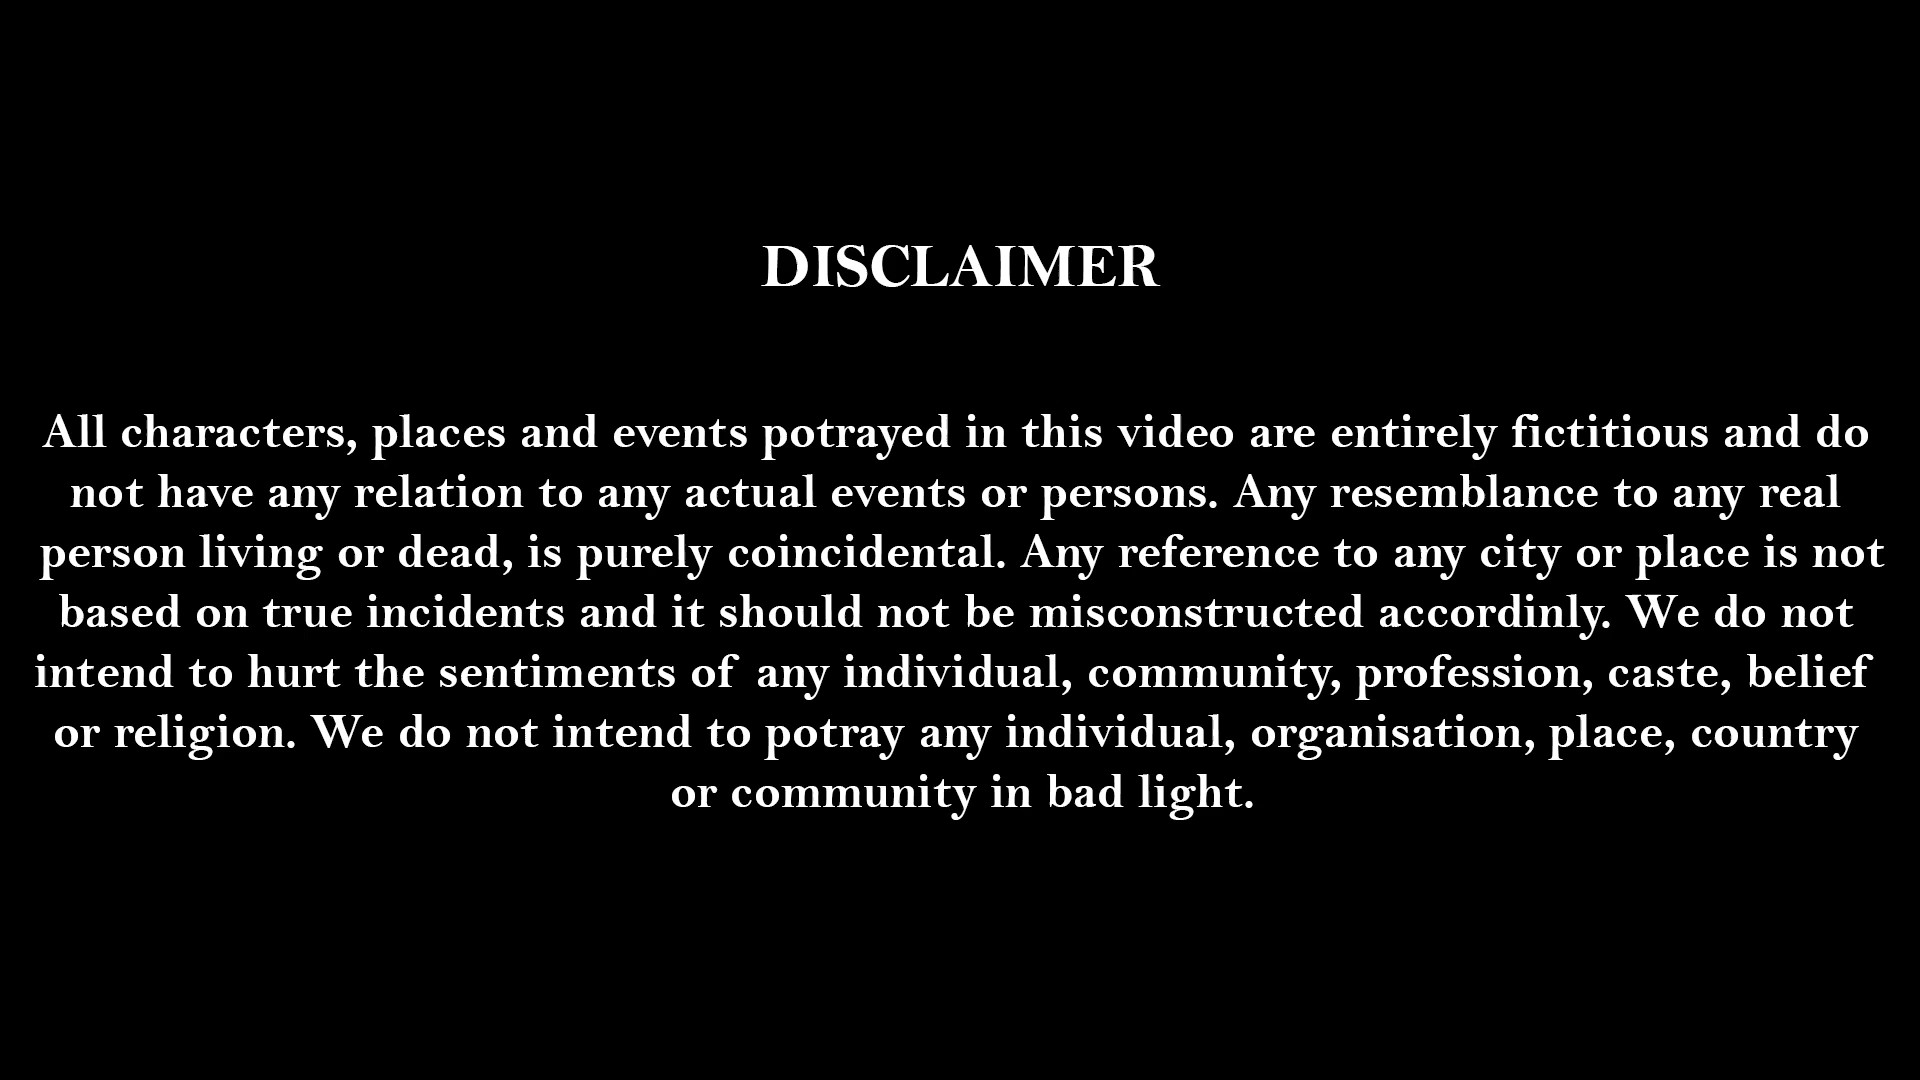 DISCLAIMER
All characters, places and events potrayed in this video are entirely fictitious and do
not have any relation to any actual events or persons. Any resemblance to any real
person living or dead, is purely coincidental. Any reference to any city or place is not
based on true incidents and it should not be misconstructed accordinly. We do not
intend to hurt the sentiments of any individual, community, profession, caste, belief
or religion. We do not intend to potray any individual, organisation, place, country
or community in bad light.